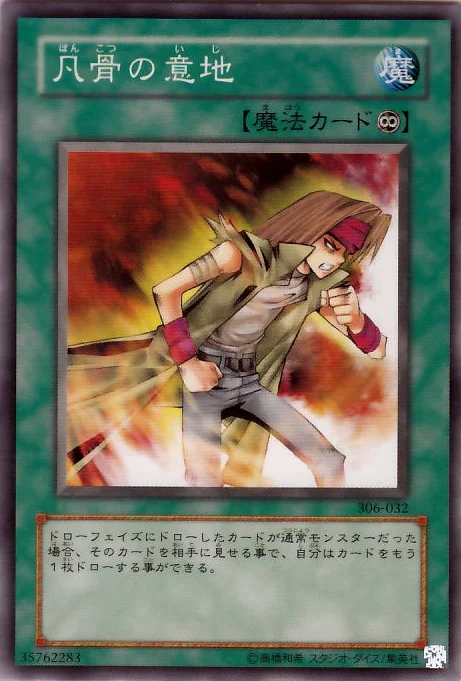 凡骨の意地
ぼん こつ い じ
魔
【魔法カード♾】
ま ほう
306-032
ドローフェイズにドローしたカードが通常モンスターだった
場合、そのカードを相手に見せる事で、自分はカードをもう
1枚ドローする事ができる。
35762283
©高橋和希 スタジオ・ダイス/集英社